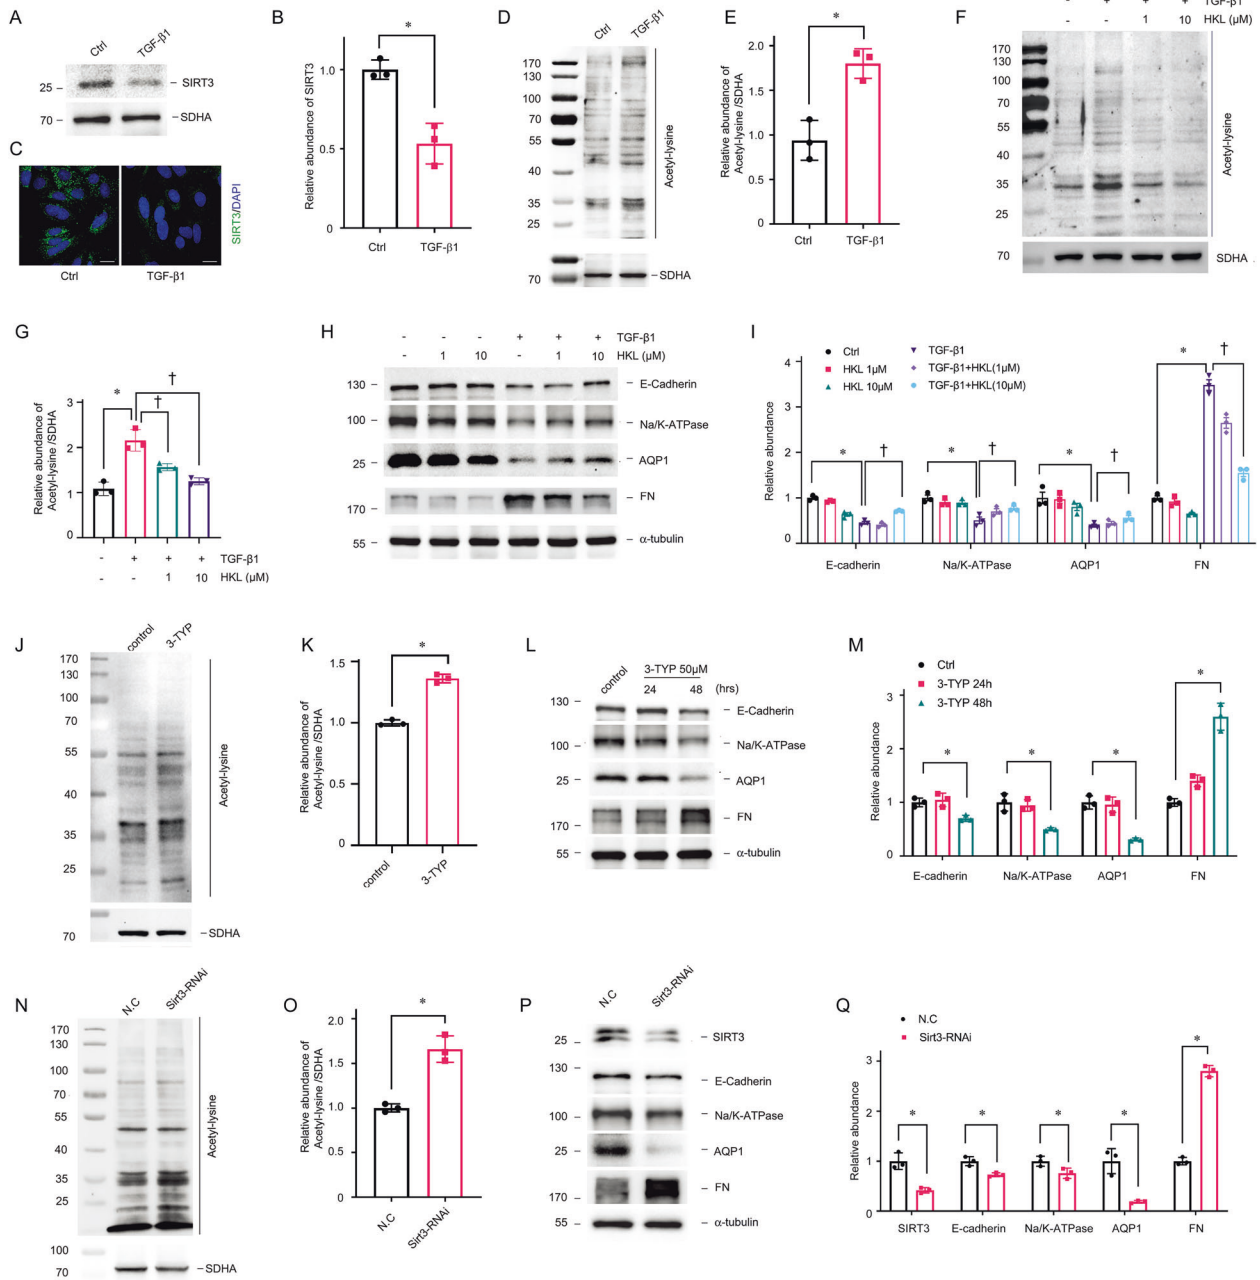 A
Ctrl
TGF-β1
25
SIRT3
70
SDHA
B
*
Relative abundance of SIRT3
1.0
0.5
0
Ctrl
TGF-β1
C
SIRT3/DAPI
Ctrl
TGF-β1
D
Ctrl
TGF-β1
170
130
100
70
55
40
35
25
Acetyl-lysine
70
SDHA
E
*
Relative abundance of
Acetyl-lysine /SDHA
2.0
1.5
1.0
0.5
0
Ctrl
TGF-β1
F
- + + + TGF-β1
- - 1 10 HKL (μM)
170
130
100
70
55
40
35
25
Acetyl-lysine
70
SDHA
G
*
†
†
Relative abundance of
Acetyl-lysine /SDHA
3
2
1
0
- + + + TGF-β1
- - 1 10 HKL (μM)
H
- - - + + + TGF-β1
- 1 10 - 1 10 HKL (μM)
130
E-Cadherin
100
Na/K-ATPase
25
AQP1
170
FN
55
α-tubulin
I
Ctrl
HKL 1μM
HKL 10μM
TGF-β1
TGF-β1+HKL(1μM)
TGF-β1+HKL(10μM)
Relative abundance
4
3
2
1
0
* † * † * † * †
E-cadherin Na/K-ATPase AQP1 FN
J
control
3-TYP
170
130
100
70
55
40
35
25
Acetyl-lysine
70
SDHA
K
*
Relative abundance of
Acetyl-lysine /SDHA
1.5
1.0
0.5
0
control
3-TYP
L
control
3-TYP 50μM
24 48 (hrs)
130
E-Cadherin
100
Na/K-ATPase
25
AQP1
170
FN
55
α-tubulin
M
Ctrl
3-TYP 24h
3-TYP 48h
Relative abundance
3
2
1
0
* * * *
E-cadherin Na/K-ATPase AQP1 FN
N
N.C
Sirt3-RNAi
170
130
100
70
55
40
35
25
Acetyl-lysine
100
70
SDHA
O
*
Relative abundance of
Acetyl-lysine /SDHA
2.0
1.5
1.0
0.5
0
N.C
Sirt3-RNAi
P
N.C
Sirt3-RNAi
25
SIRT3
130
E-Cadherin
100
Na/K-ATPase
25
AQP1
170
FN
55
α-tubulin
Q
N.C
Sirt3-RNAi
Relative abundance
3
2
1
0
* * * * *
SIRT3 E-cadherin Na/K-ATPase AQP1 FN